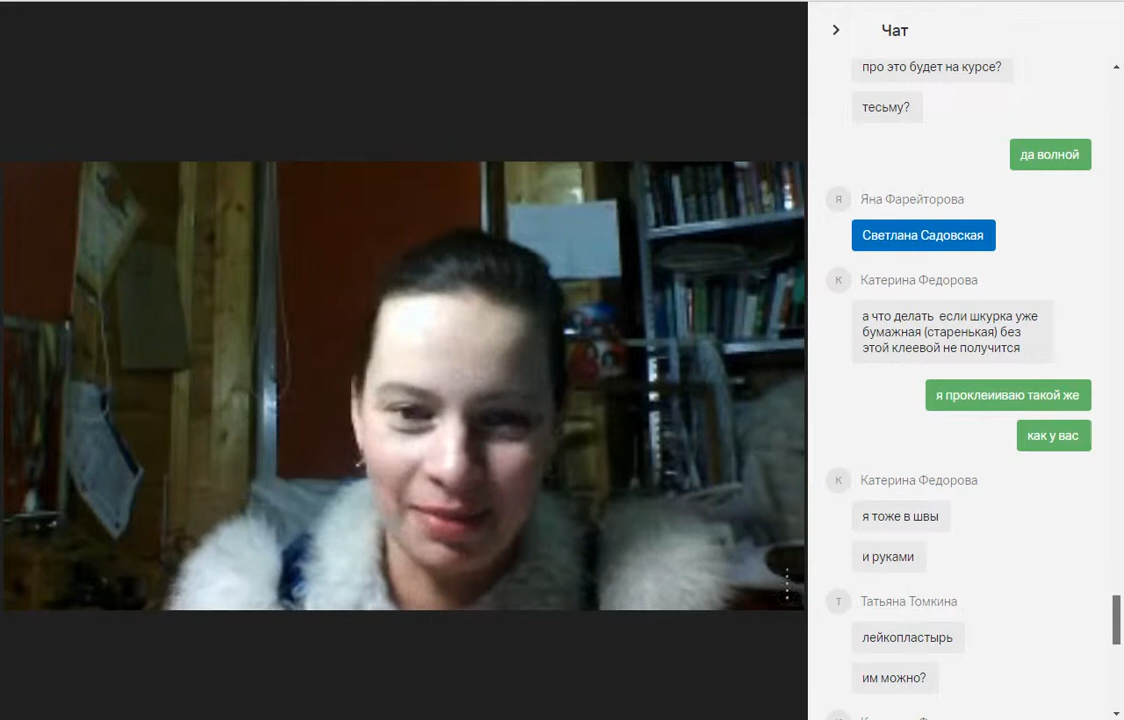 Чат
про это будет на курсе?
тесьму?
да волной
Я
Яна Фарейторова
Светлана Садовская
К
Катерина Федорова
а что делать если шкурка уже
бумажная (старенькая) без
этой клеевой не получится
я проклеииваю такой же
как у вас
К
Катерина Федорова
я тоже в швы
и руками
Т
Татьяна Томкина
лейкопластырь
им можно?